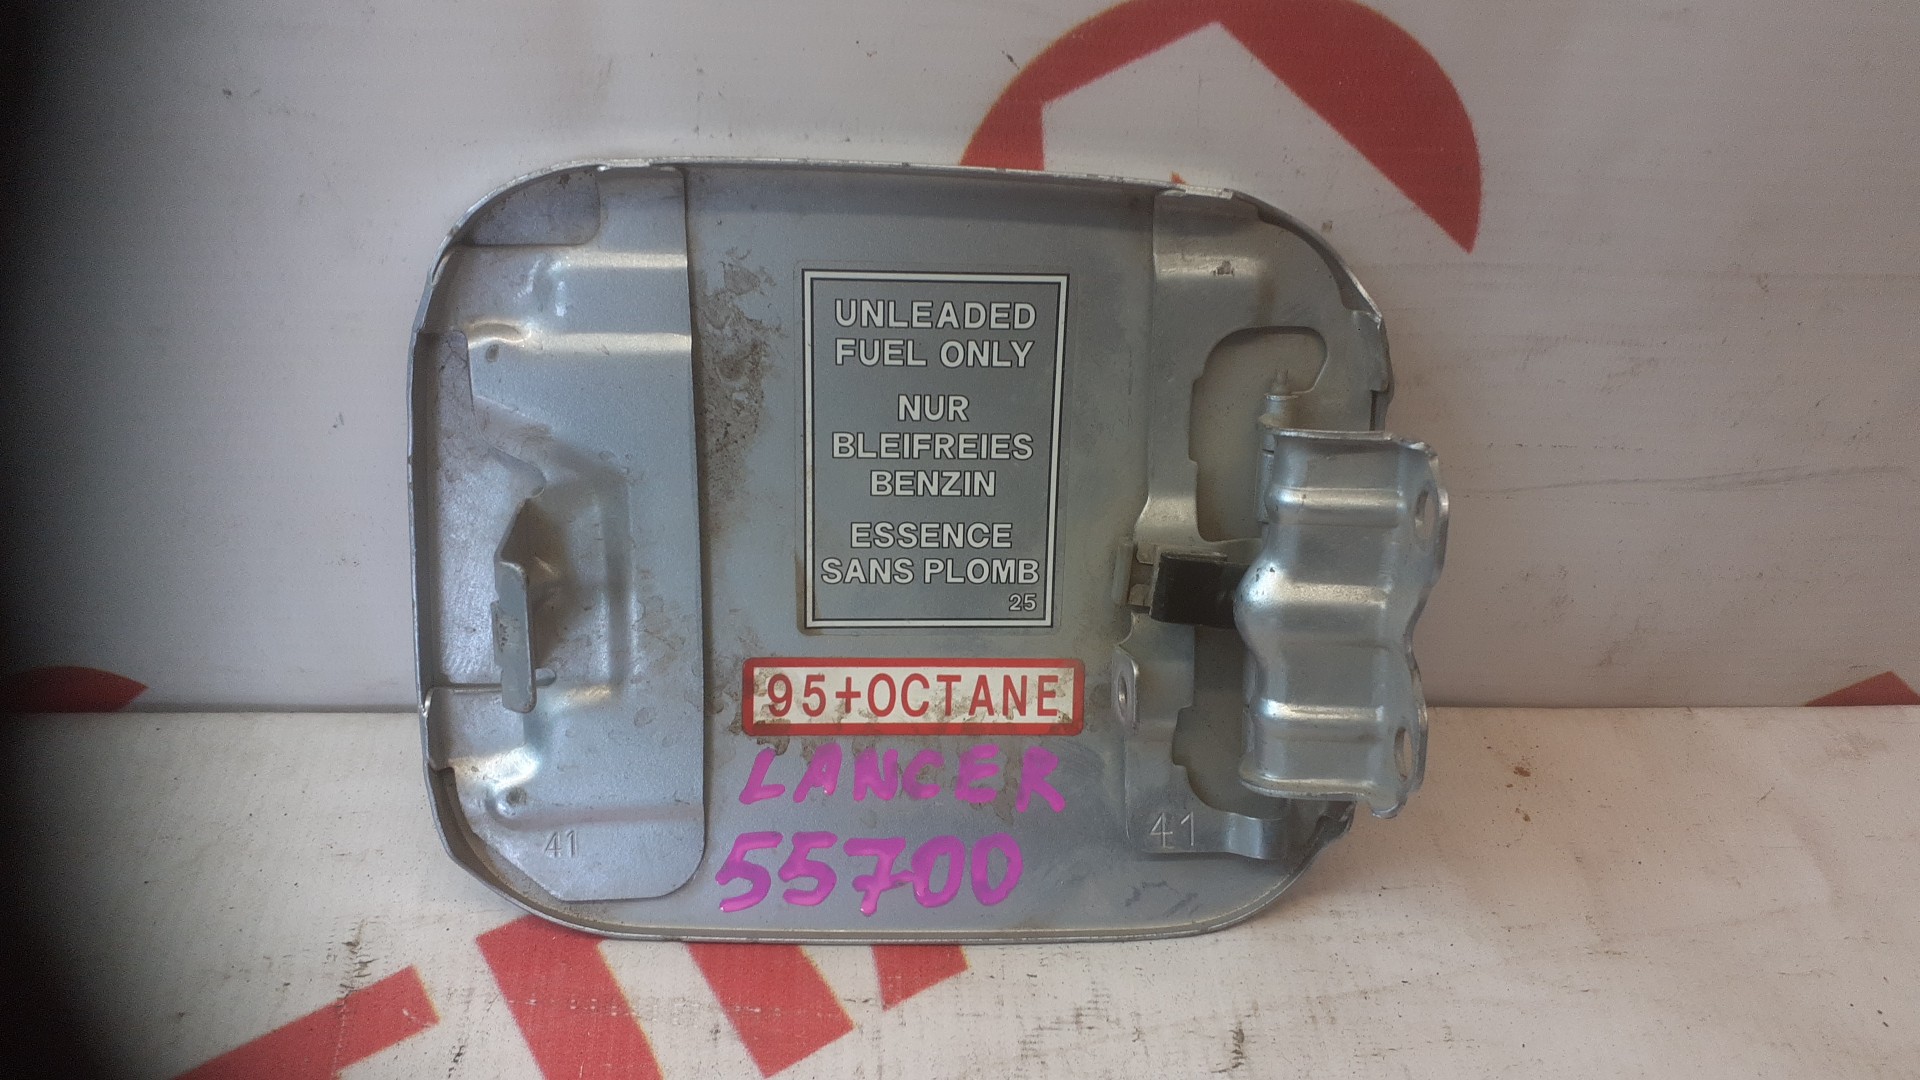 UNLEADED
FUEL ONLY
NUR
BLEIFREIES
BENZIN
ESSENCE
SANS PLOMB
25
95+OCTANE
LANCER
55700
41
41